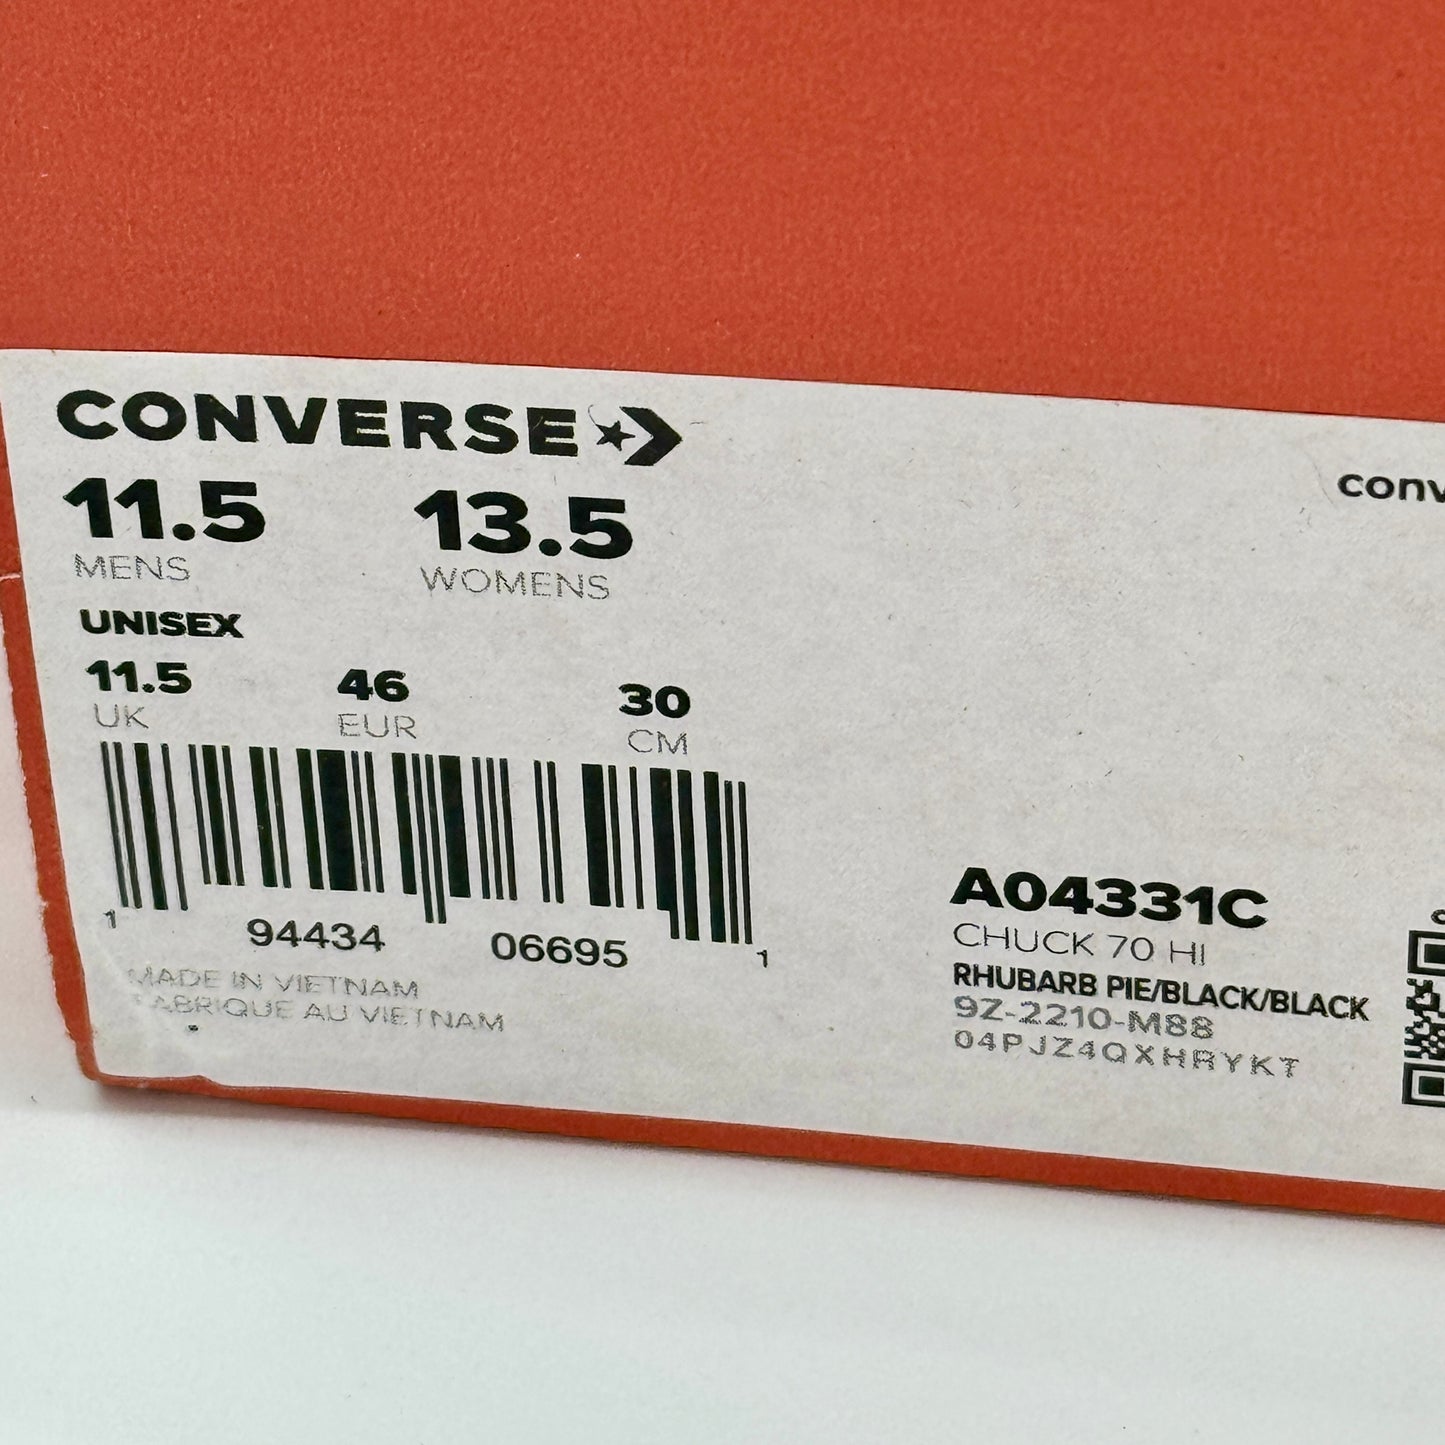 CONVERSE
conv
11.5 13.5
MENS WOMENS
UNISEX
11.5 46 30
UK EUR CM
1 94434 06695 1
MADE IN VIETNAM
FABRIQUE AU VIETNAM
A04331C
CHUCK 70 HI
RHUBARB PIE/BLACK/BLACK
9Z-2210-M88
04PJZ4QXHRYKT